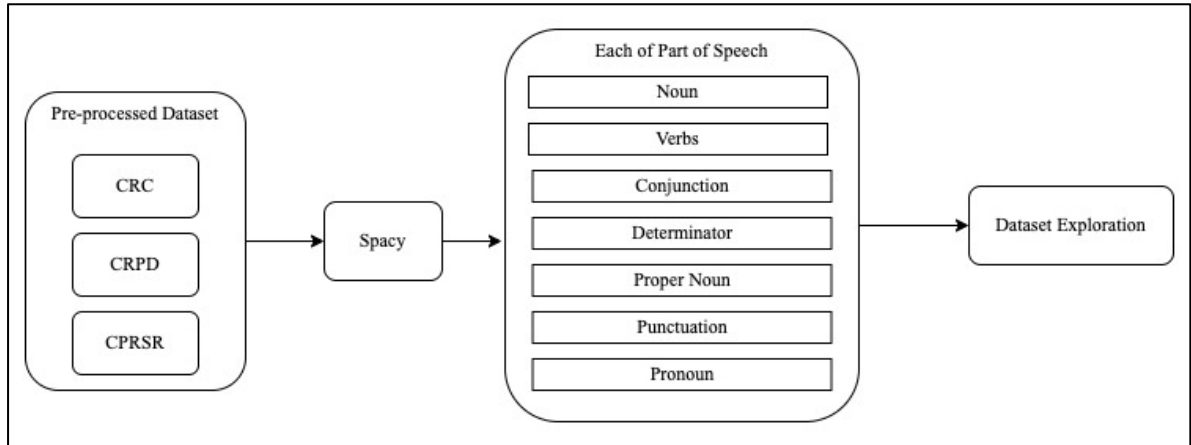 Pre-processed Dataset
CRC
CRPD
CPRSR
Spacy
Each of Part of Speech
Noun
Verbs
Conjunction
Determinator
Proper Noun
Punctuation
Pronoun
Dataset Exploration